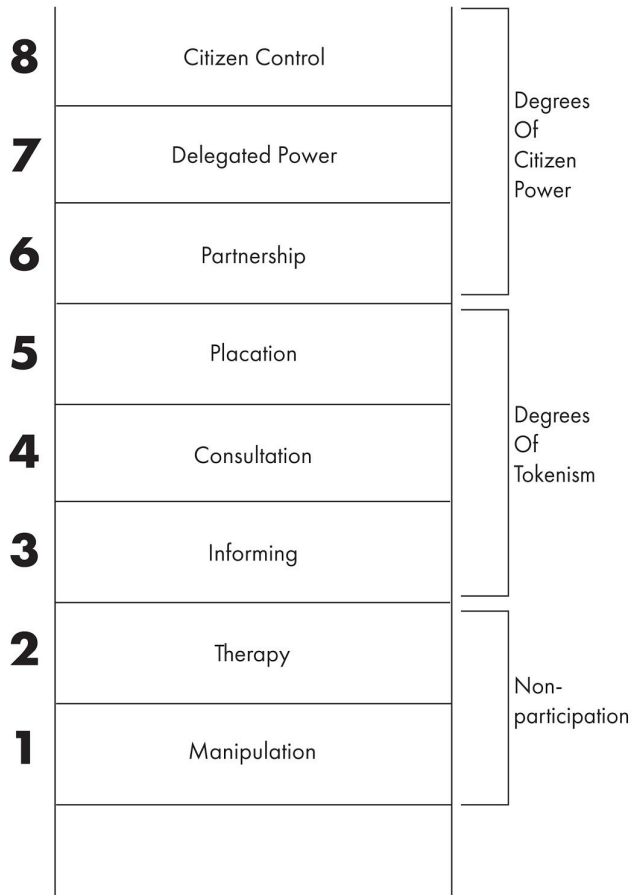 8
Citizen Control
7
Delegated Power
6
Partnership
Degrees
Of
Citizen
Power
5
Placation
4
Consultation
3
Informing
Degrees
Of
Tokenism
2
Therapy
1
Manipulation
Non-
participation